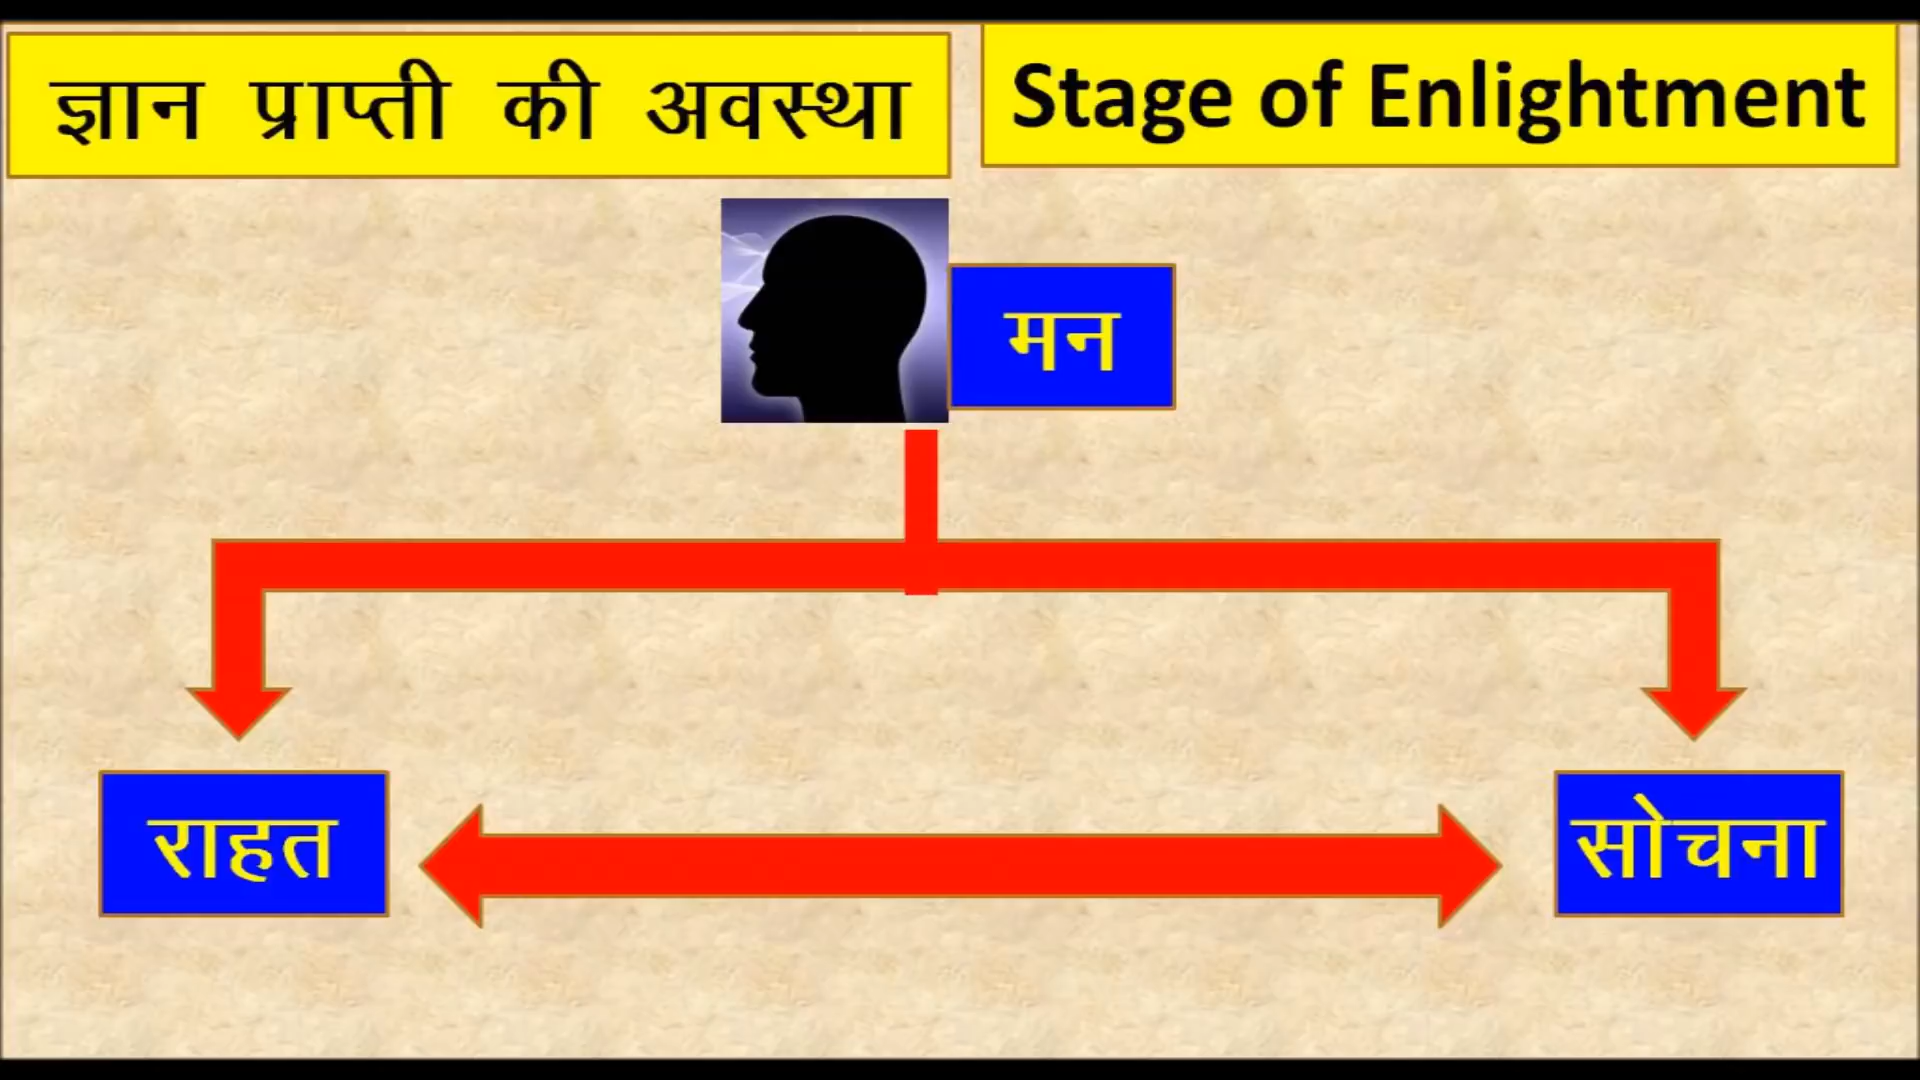 ज्ञान प्राप्ती की अवस्था
Stage of Enlightment
मन
राहत
सोचना